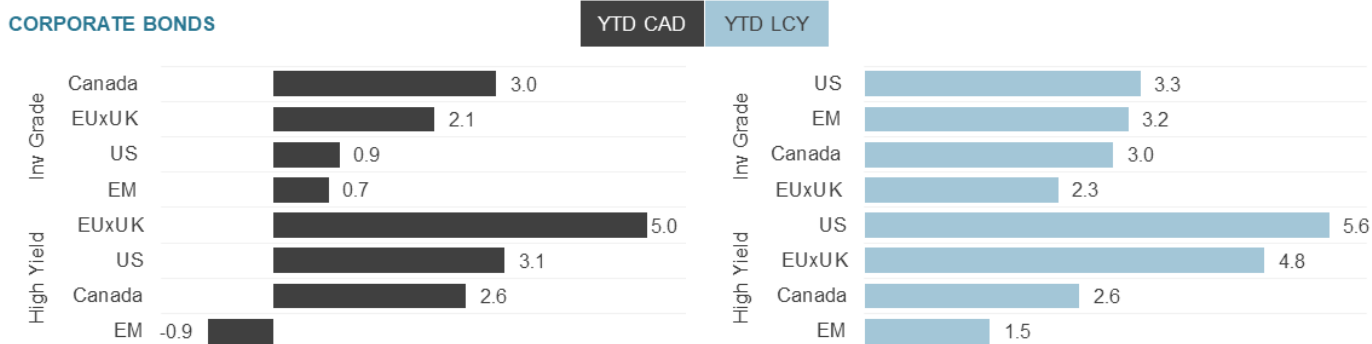 CORPORATE BONDS
YTD CAD YTD LCY
Inv Grade
Canada 3.0
EUxUK 2.1
US 0.9
EM 0.7
High Yield
EUxUK 5.0
US 3.1
Canada 2.6
EM -0.9
Inv Grade
US 3.3
EM 3.2
Canada 3.0
EUxUK 2.3
High Yield
US 5.6
EUxUK 4.8
Canada 2.6
EM 1.5